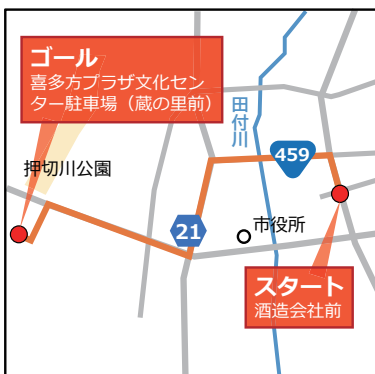 ゴール
喜多方プラザ文化セン
ター駐車場（蔵の里前）
田付川
459
押切川公園
21
市役所
スタート
酒造会社前